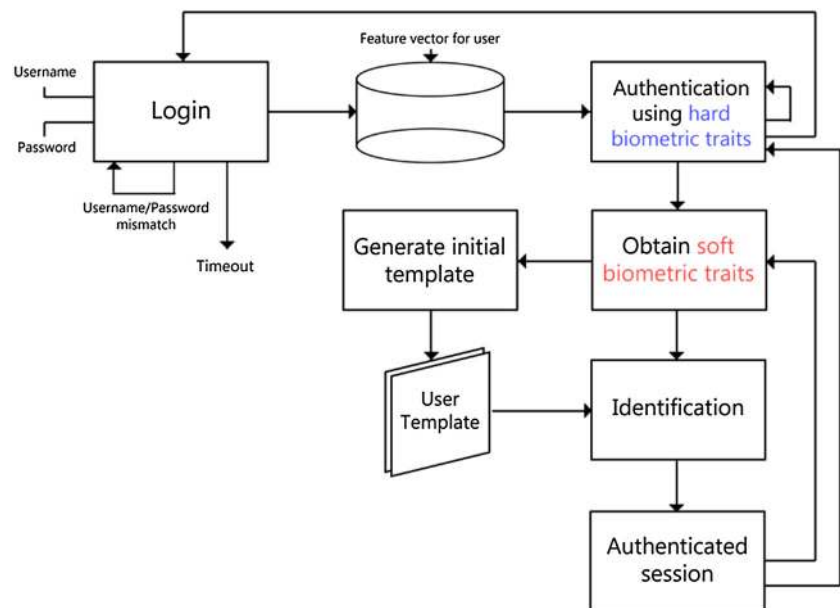 Feature vector for user
Username
Login
Password
Username/Password
mismatch
Timeout
Authentication
using hard
biometric traits
Generate initial
template
Obtain soft
biometric traits
User
Template
Identification
Authenticated
session